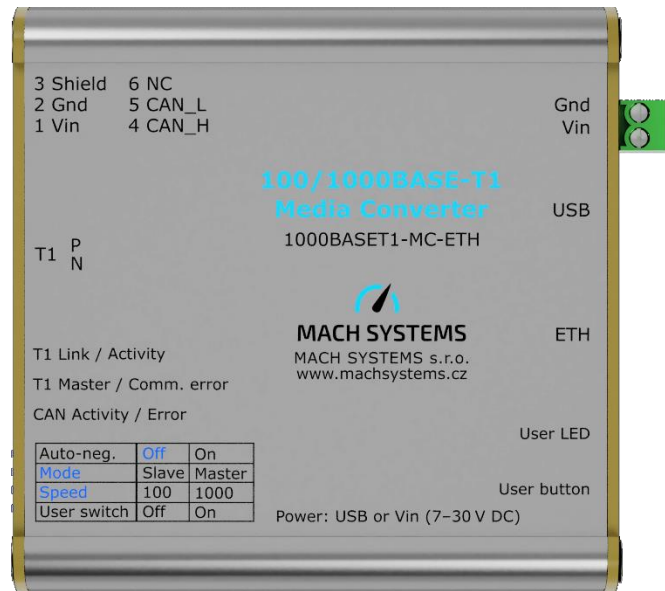 3 Shield 6 NC
2 Gnd 5 CAN_L
1 Vin 4 CAN_H
Gnd
Vin
100/1000BASE-T1
Media Converter
1000BASET1-MC-ETH
USB
T1 P
N
MACH SYSTEMS
MACH SYSTEMS s.r.o.
www.machsystems.cz
ETH
T1 Link / Activity
T1 Master / Comm. error
CAN Activity / Error
User LED
Auto-neg. Off On
Mode Slave Master
Speed 100 1000
User switch Off On
User button
Power: USB or Vin (7–30 V DC)